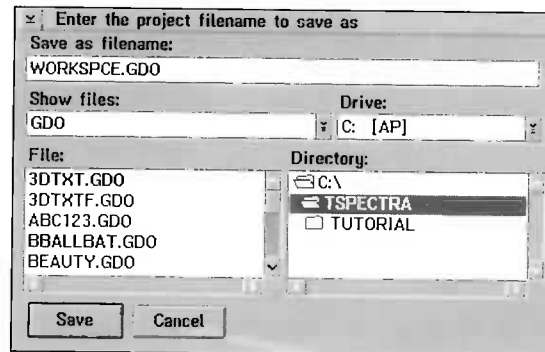 Enter the project filename to save as
Save as filename:
WORKSPCE.GDO
Show files:
Drive:
GDO
C: [AP]
File:
Directory:
3DTXT.GDO
3DTXTF.GDO
ABC123.GDO
BBALLBAT.GDO
BEAUTY.GDO
C:\
TSPECTRA
TUTORIAL
Save
Cancel